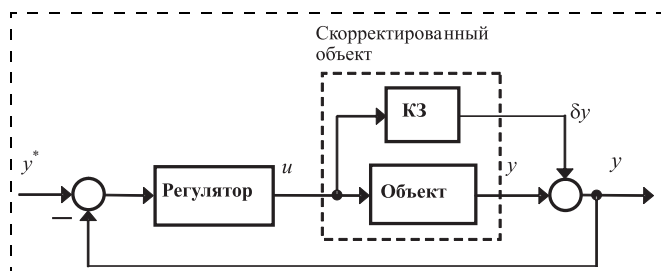 Скорректированный
объект
КЗ
δy
y*
u
y
y
Регулятор
Объект
—